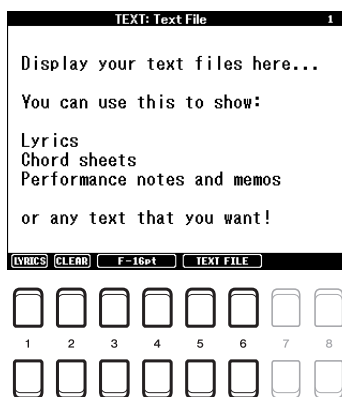 TEXT: Text File 1
Display your text files here...
You can use this to show:
Lyrics
Chord sheets
Performance notes and memos
or any text that you want!
LYRICS CLEAR F-16pt TEXT FILE
1 2 3 4 5 6 7 8